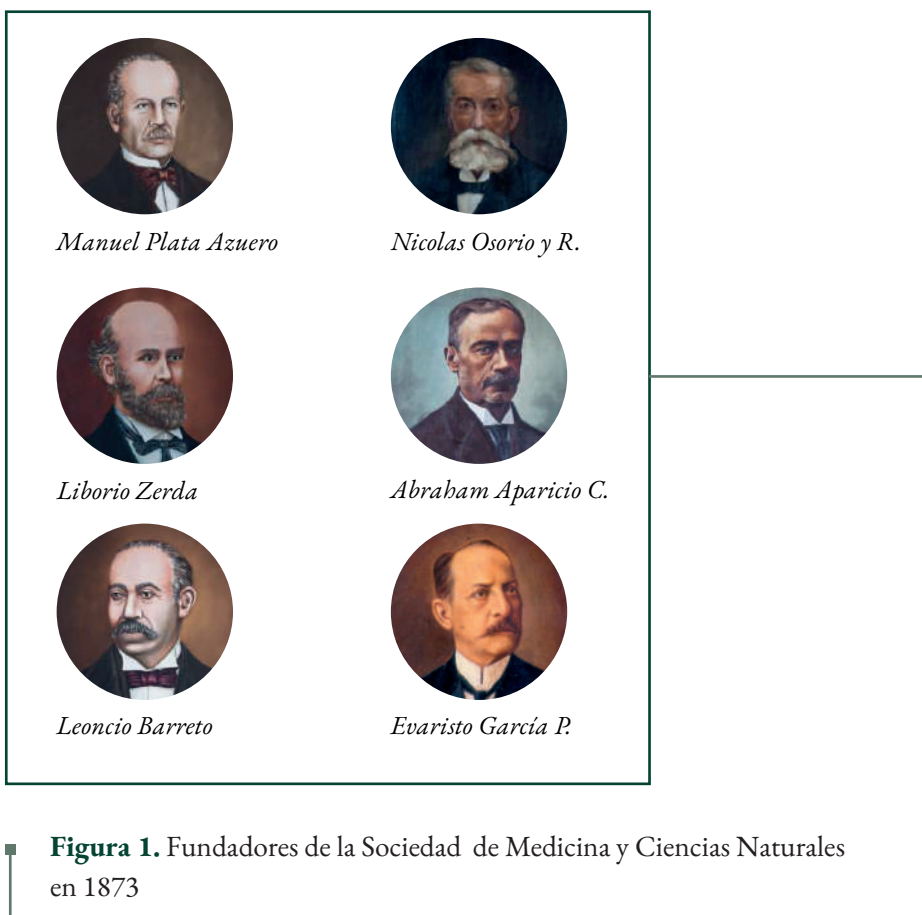 Manuel Plata Azuero
Nicolas Osorio y R.
Liborio Zerda
Abraham Aparicio C.
Leoncio Barreto
Evaristo García P.
Figura 1. Fundadores de la Sociedad de Medicina y Ciencias Naturales
en 1873